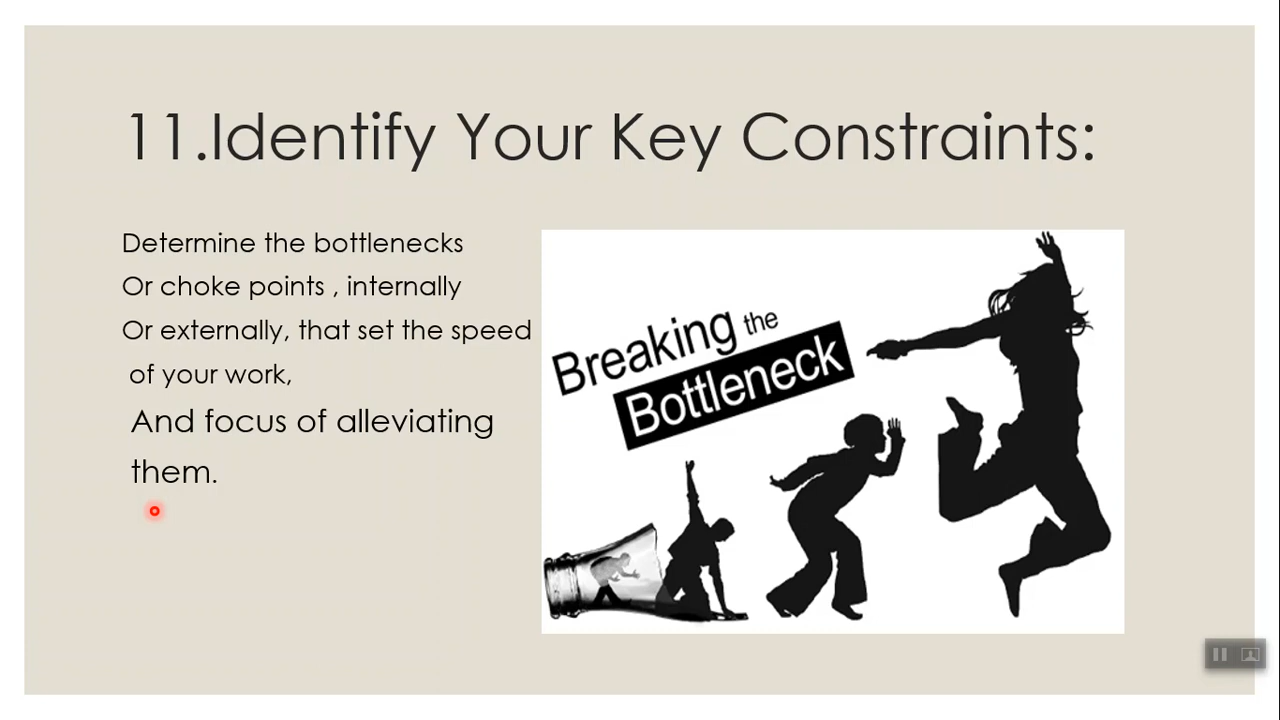 11.Identify Your Key Constraints:
Determine the bottlenecks
Or choke points , internally
Or externally, that set the speed
of your work,
And focus of alleviating
them.
Breaking the
Bottleneck